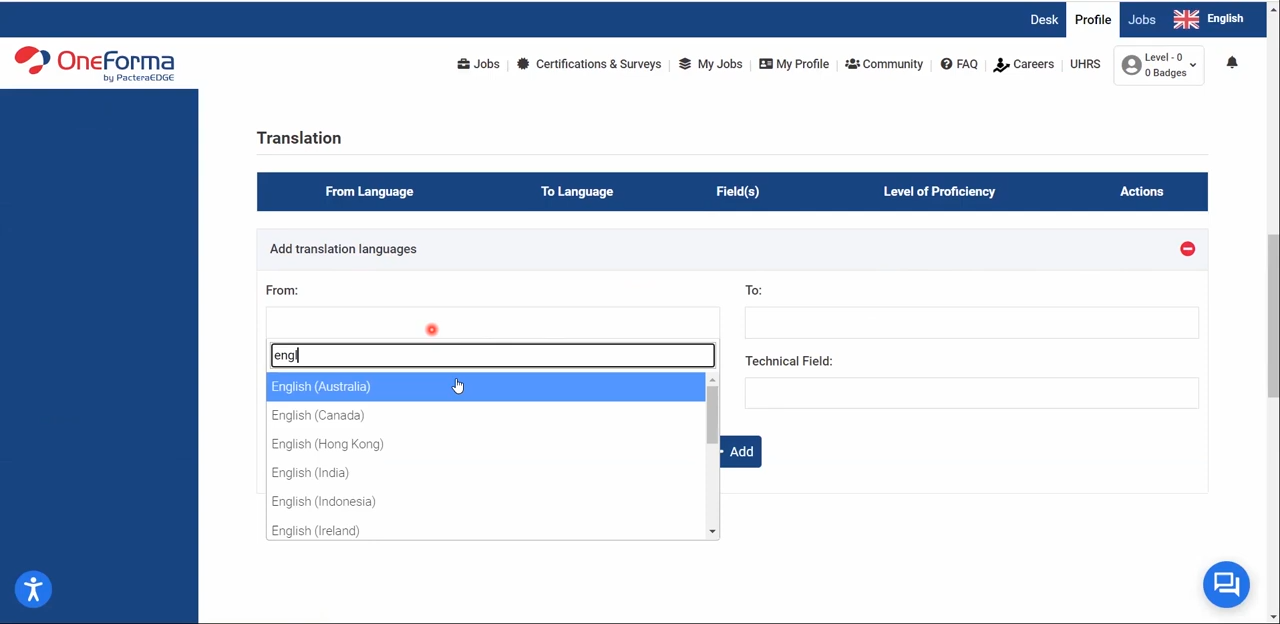 Desk Profile Jobs English
OneForma
by PacteraEDGE
Jobs Certifications & Surveys My Jobs My Profile Community FAQ Careers UHRS
Level - 0
0 Badges
Translation
From Language To Language Field(s) Level of Proficiency Actions
Add translation languages
From: To:
engl
Technical Field:
English (Australia)
English (Canada)
English (Hong Kong)
Add
English (India)
English (Indonesia)
English (Ireland)